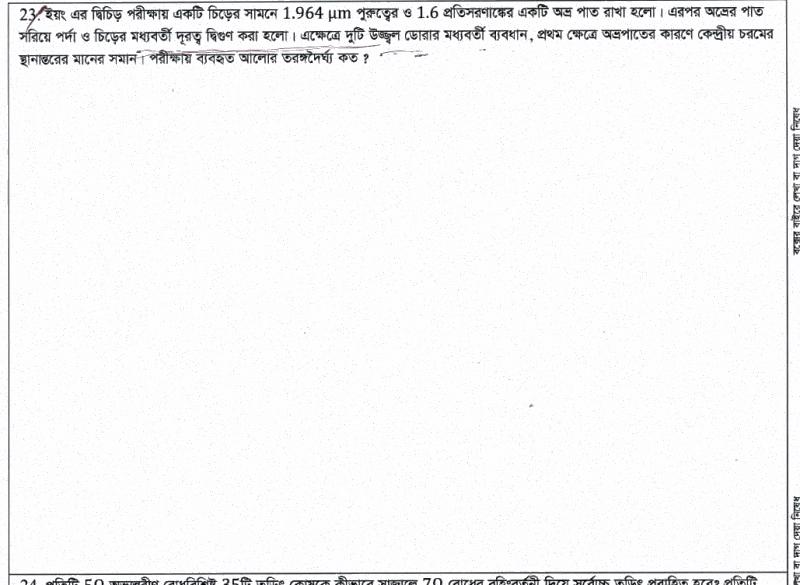 23. ইয়ং এর দ্বিচিড় পরীক্ষায় একটি চিড়ের সামনে 1.964 μm পুরুত্বের ও 1.6 প্রতিসরণাঙ্কের একটি অভ্র পাত রাখা হলো। এরপর অভ্রের পাত
সরিয়ে পর্দা ও চিড়ের মধ্যবর্তী দূরত্ব দ্বিগুণ করা হলো। এক্ষেত্রে দুটি উজ্জ্বল ডোরার মধ্যবর্তী ব্যবধান, প্রথম ক্ষেত্রে অভ্রপাতের কারণে কেন্দ্রীয় চরমের
স্থানান্তরের মানের সমান। পরীক্ষায় ব্যবহৃত আলোর তরঙ্গদৈর্ঘ্য কত ?
বক্সের বাইরে লেখা বা দাগ দেয়া নিষেধ
বা দাগ দেয়া নিষেধ